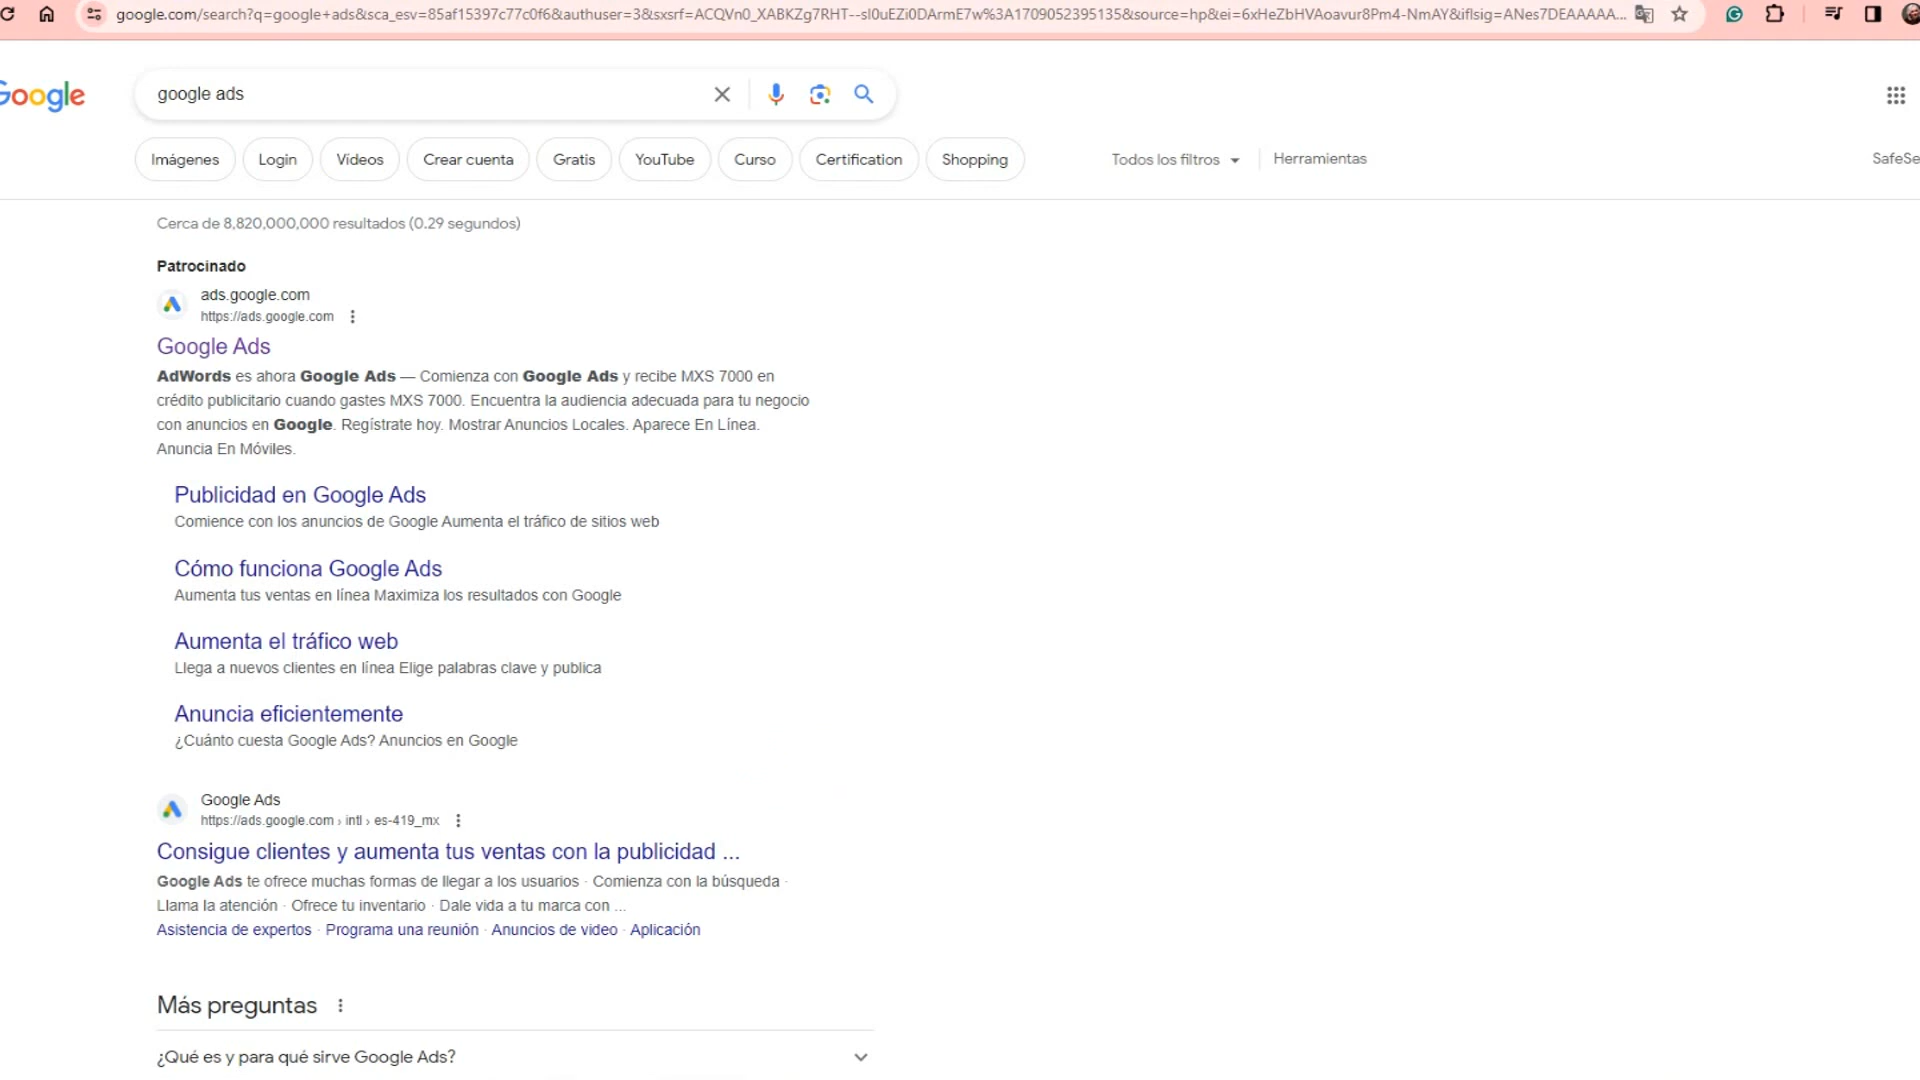 google.com/search?q=google+ads&sca_esv=85af15397c77c0f6&authuser=3&sxsrf=ACQVn0_XABKZg7RHT--sI0uEZi0DArmE7w%3A1709052395135&source=hp&ei=6xHeZbHVAoavur8Pm4-NmAY&iflsig=ANes7DEAAAAA...
Google
google ads
Imágenes
Login
Videos
Crear cuenta
Gratis
YouTube
Curso
Certification
Shopping
Todos los filtros
Herramientas
SafeSe
Cerca de 8,820,000,000 resultados (0.29 segundos)
Patrocinado
ads.google.com
https://ads.google.com
Google Ads
AdWords es ahora Google Ads — Comienza con Google Ads y recibe MXS 7000 en
crédito publicitario cuando gastes MXS 7000. Encuentra la audiencia adecuada para tu negocio
con anuncios en Google. Regístrate hoy. Mostrar Anuncios Locales. Aparece En Línea.
Anuncia En Móviles.
Publicidad en Google Ads
Comience con los anuncios de Google Aumenta el tráfico de sitios web
Cómo funciona Google Ads
Aumenta tus ventas en línea Maximiza los resultados con Google
Aumenta el tráfico web
Llega a nuevos clientes en línea Elige palabras clave y publica
Anuncia eficientemente
¿Cuánto cuesta Google Ads? Anuncios en Google
Google Ads
https://ads.google.com › intl › es-419_mx
Consigue clientes y aumenta tus ventas con la publicidad ...
Google Ads te ofrece muchas formas de llegar a los usuarios · Comienza con la búsqueda ·
Llama la atención · Ofrece tu inventario · Dale vida a tu marca con ...
Asistencia de expertos · Programa una reunión · Anuncios de video · Aplicación
Más preguntas
¿Qué es y para qué sirve Google Ads?